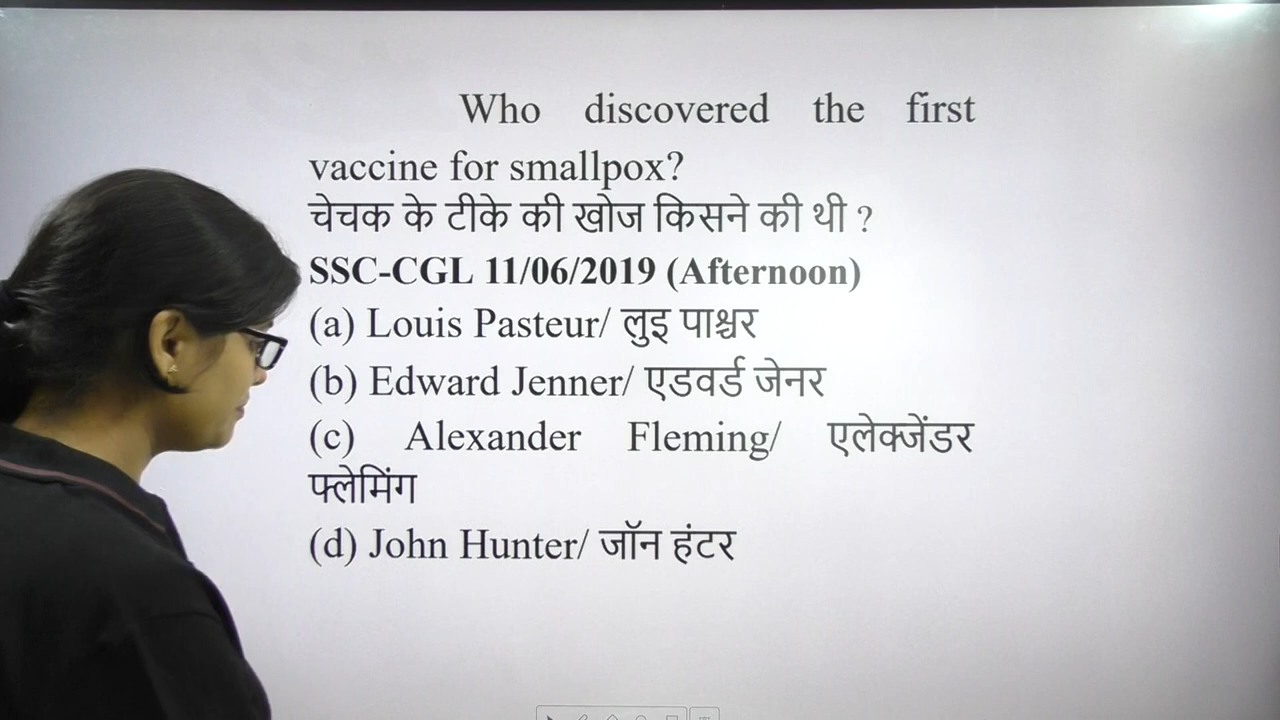 Who discovered the first
vaccine for smallpox?
चेचक के टीके की खोज किसने की थी ?
SSC-CGL 11/06/2019 (Afternoon)
(a) Louis Pasteur/ लुइ पाश्चर
(b) Edward Jenner/ एडवर्ड जेनर
(c) Alexander Fleming/ एलेक्जेंडर
फ्लेमिंग
(d) John Hunter/ जॉन हंटर